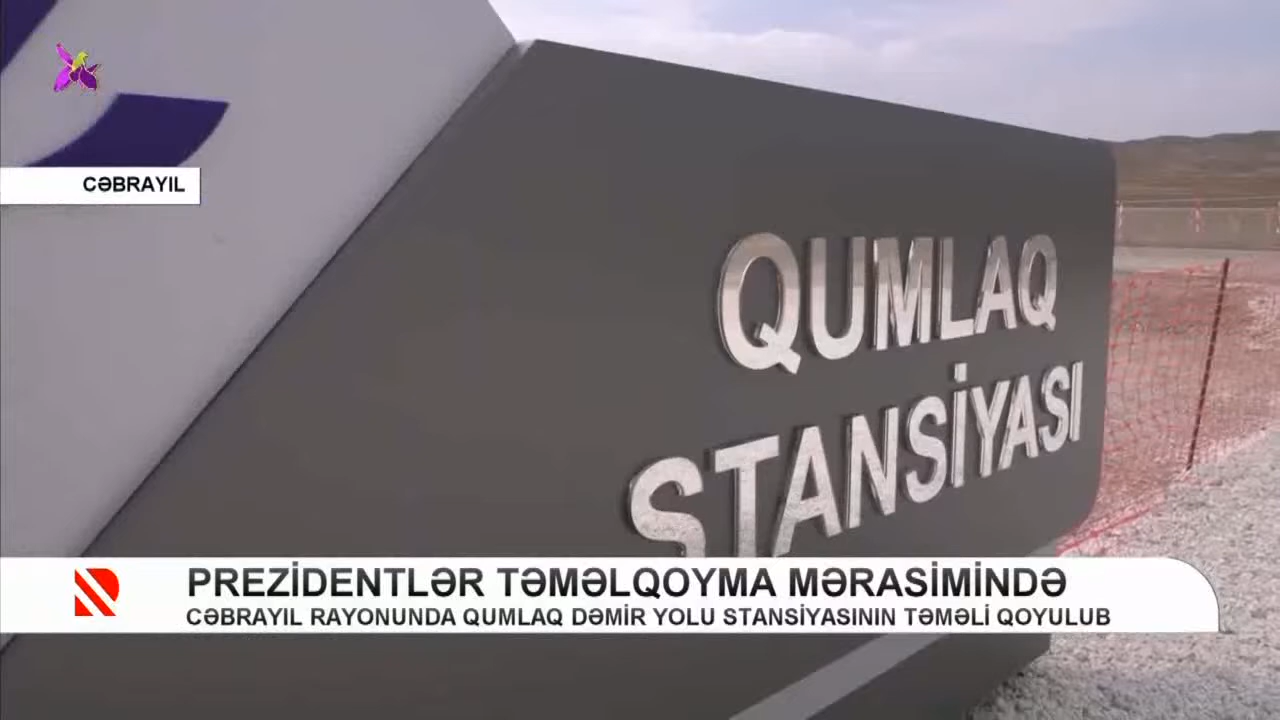 CƏBRAYIL
QUMLAQ
STANSİYASI
PREZİDENTLƏR TƏMƏLQOYMA MƏRASİMİNDƏ
CƏBRAYIL RAYONUNDA QUMLAQ DƏMİR YOLU STANSİYASININ TƏMƏLİ QOYULUB